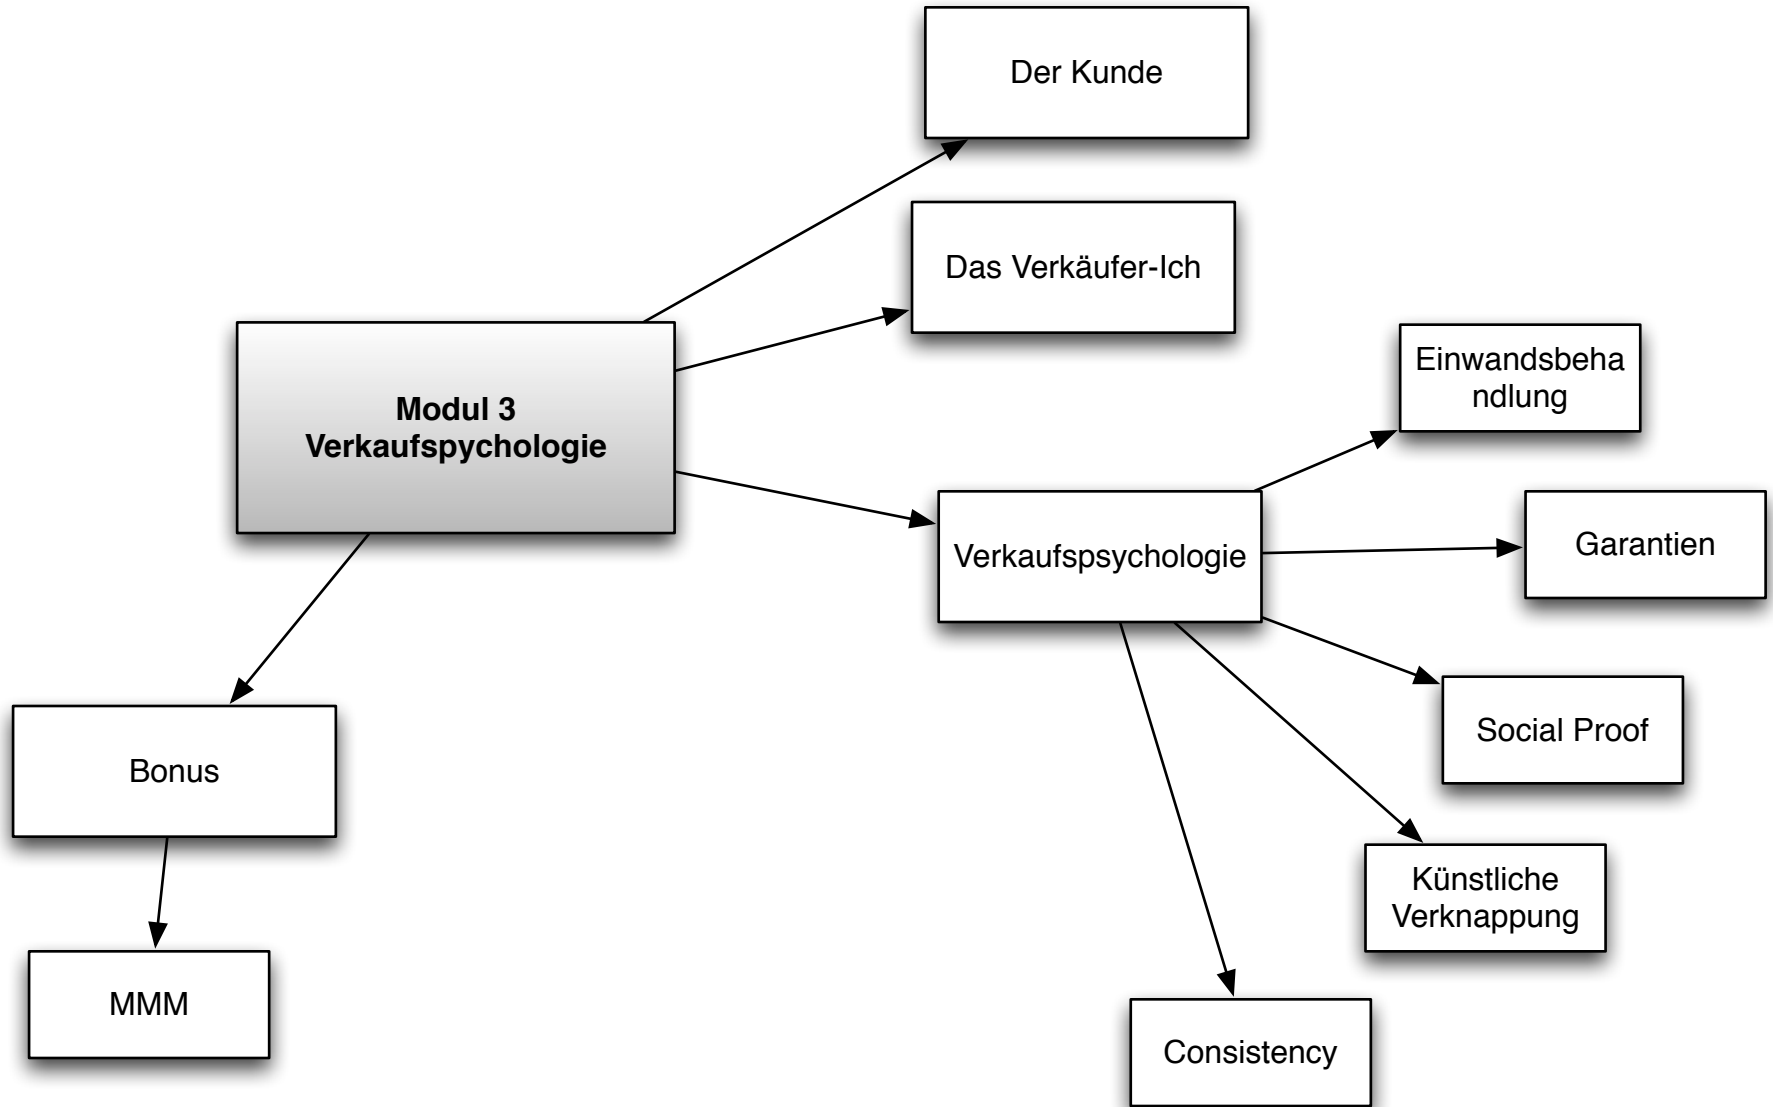 Der Kunde
Das Verkäufer-Ich
Modul 3
Verkaufspychologie
Einwandsbeha
ndlung
Verkaufspsychologie
Garantien
Social Proof
Bonus
Künstliche
Verknappung
MMM
Consistency